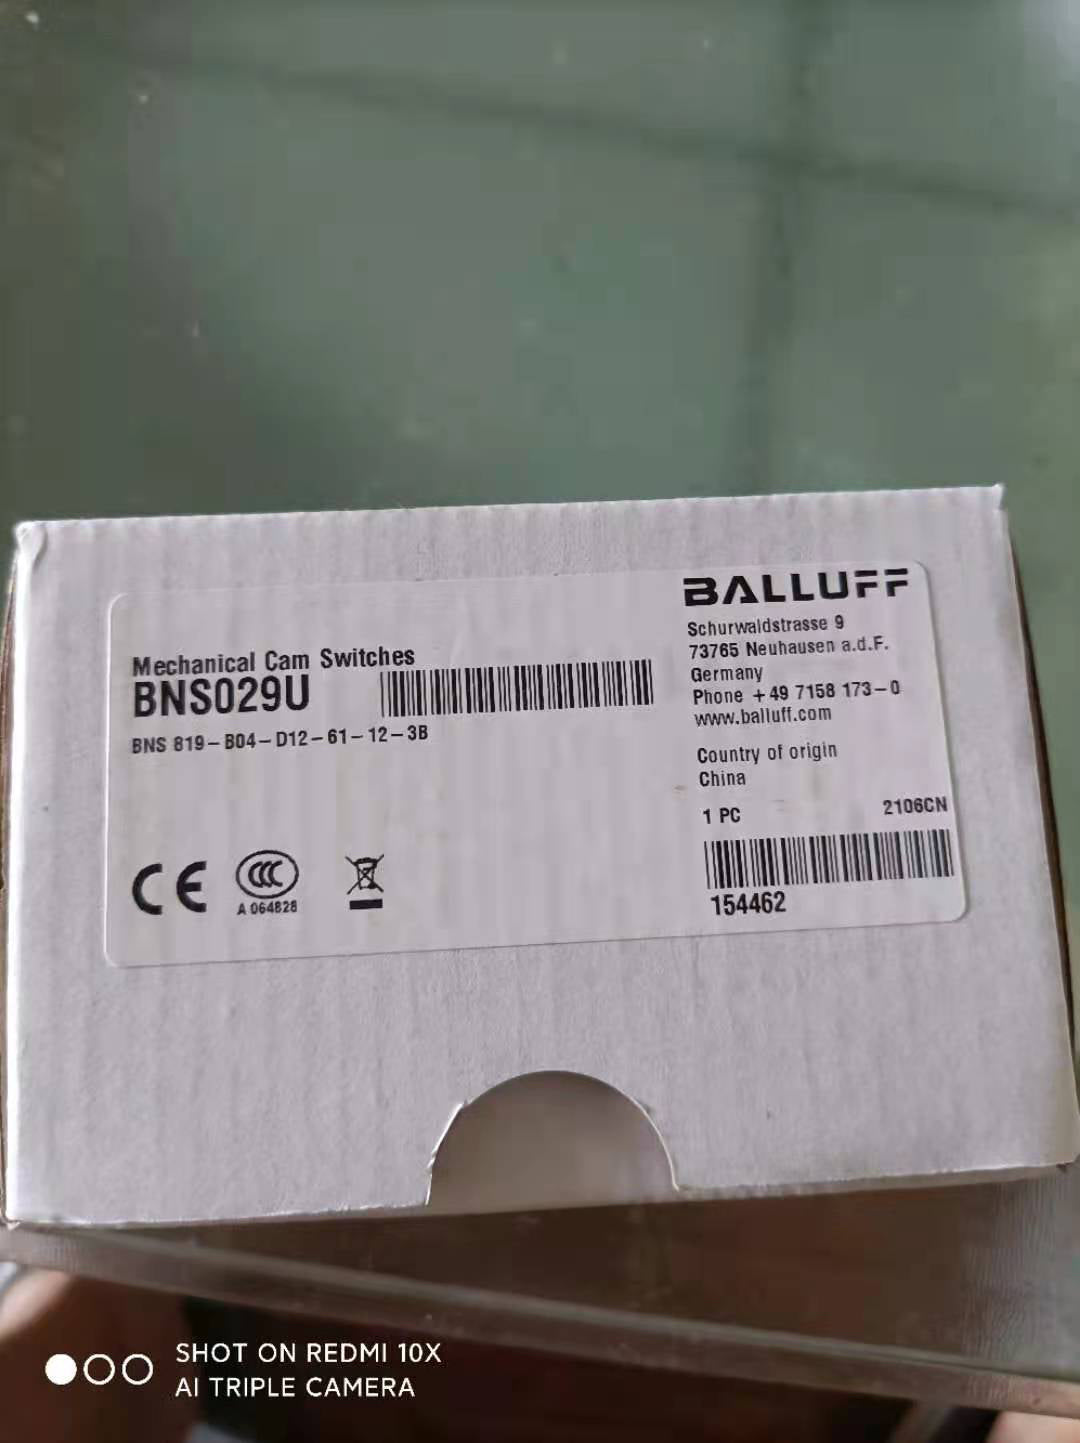 BALLUFF
Schurwaldstrasse 9
73765 Neuhausen a.d.F.
Germany
Phone +49 7158 173-0
www.balluff.com
Country of origin
China
1 PC 2106CN
154462
Mechanical Cam Switches
BNS029U
BNS 819-B04-D12-61-12-3B
CE CCC
A 064828
SHOT ON REDMI 10X
AI TRIPLE CAMERA